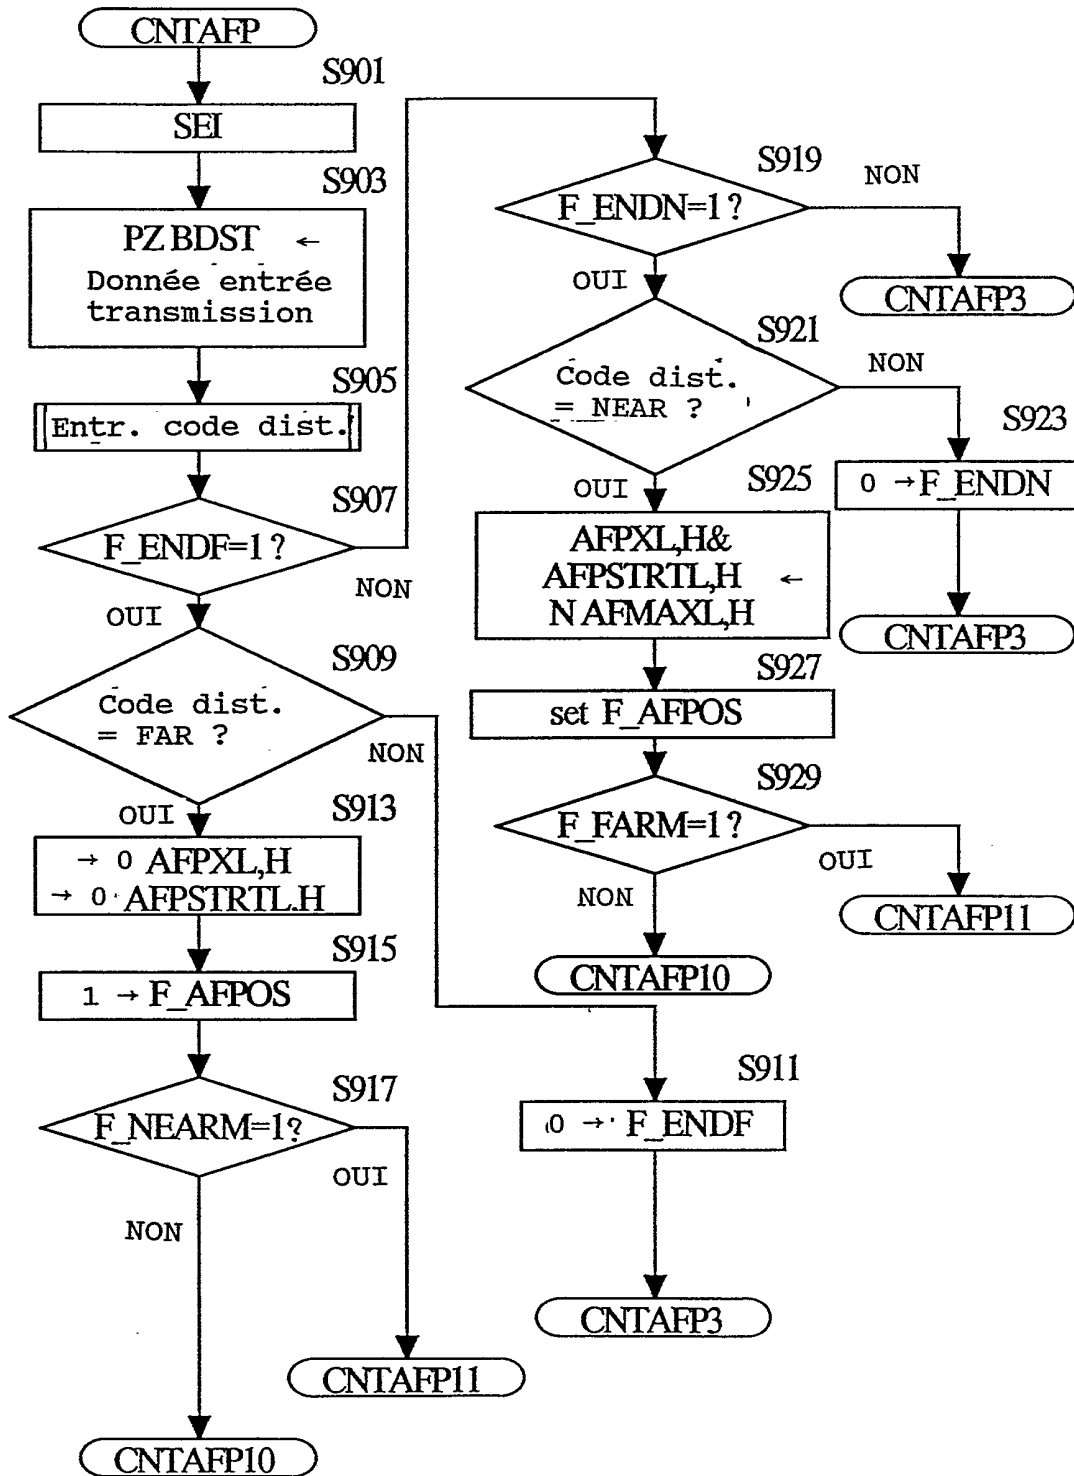 CNTAFP
S901
SEI
S903
PZ BDST ←
Donnée entrée
transmission
S905
Entr. code dist.
S907
F_ENDF=1?
NON
OUI
S909
Code dist.
= FAR ?
NON
OUI
S913
→ 0 AFPXL,H
→ 0 AFPSTRTL.H
S915
1 → F_AFPOS
S917
F_NEARM=1?
OUI
NON
CNTAFP11
CNTAFP10
S919
F_ENDN=1?
NON
OUI
CNTAFP3
S921
Code dist.
= NEAR ?
NON
OUI
S923
0 → F_ENDN
CNTAFP3
S925
AFPXL,H&
AFPSTRTL,H ←
N AFMAXL,H
S927
set F_AFPOS
S929
F_FARM=1?
OUI
NON
CNTAFP11
CNTAFP10
S911
0 → F_ENDF
CNTAFP3